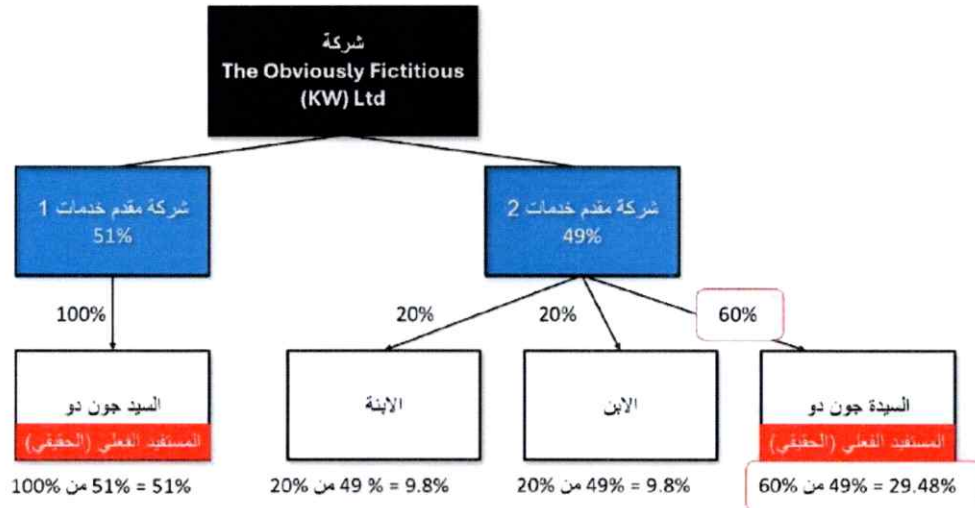 شركة
The Obviously Fictitious
(KW) Ltd
شركة مقدم خدمات 1
51%
شركة مقدم خدمات 2
49%
100%
20%
20%
60%
السيد جون دو
المستفيد الفعلي (الحقيقي)
الابنة
الابن
السيدة جون دو
المستفيد الفعلي (الحقيقي)
100% من 51% = 51%
20% من 49 % = 9.8%
20% من 49% = 9.8%
60% من 49% = 29.48%